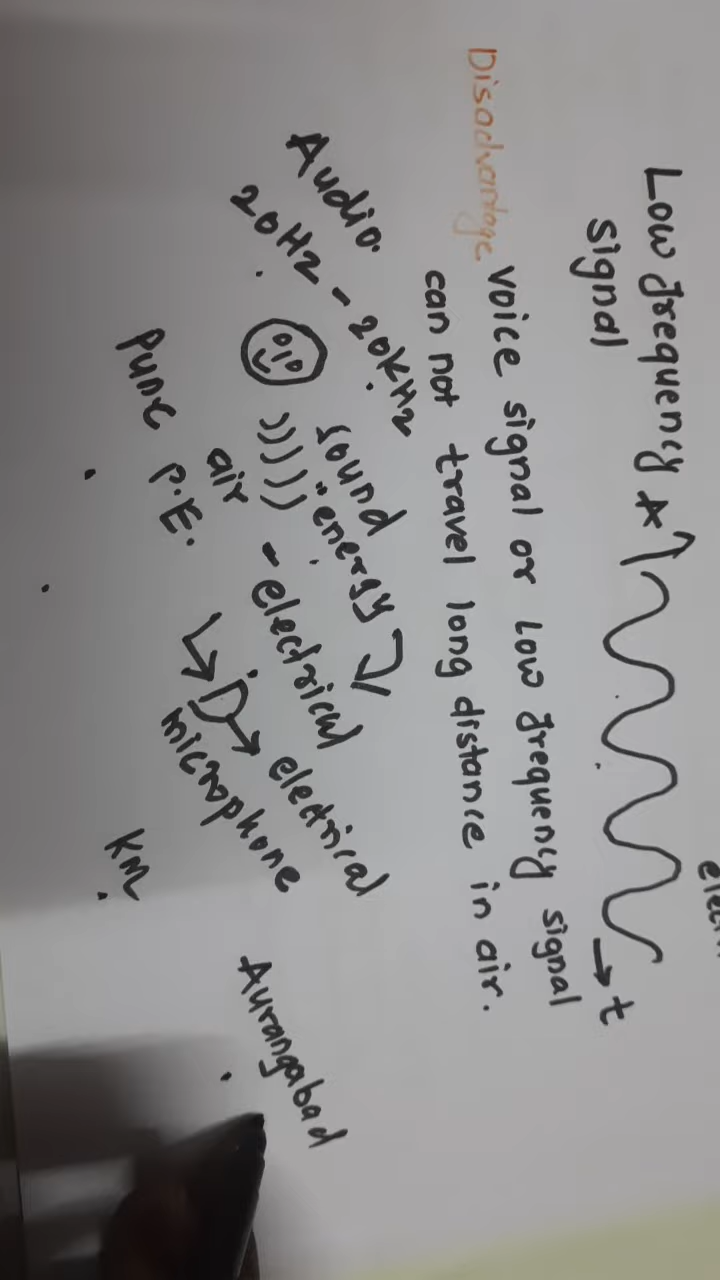 Low frequency signal
A
t
Disadvantage voice signal or Low frequency signal
can not travel long distance in air.
Audio
20Hz - 20KHz
sound
" energy
air
- electrical
electrical
microphone
Pune
P.E.
Km
Aurangabad